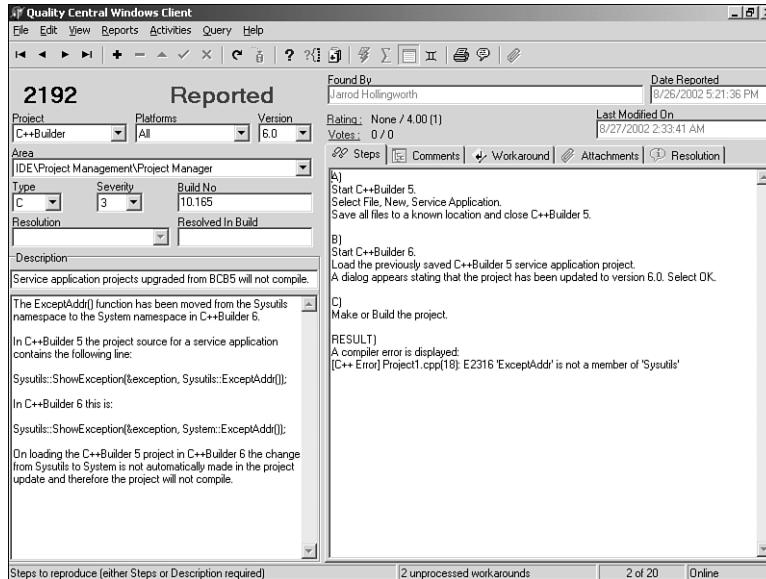 Quality Central Windows Client
File Edit View Reports Activities Query Help
2192 Reported
Project Platforms Version
C++Builder All 6.0
Area
IDE\Project Management\Project Manager
Type Severity Build No
C 3 10.165
Resolution Resolved In Build
Description
Service application projects upgraded from BCB5 will not compile.
The ExceptAddr() function has been moved from the Sysutils
namespace to the System namespace in C++Builder 6.
In C++Builder 5 the project source for a service application
contains the following line:
Sysutils::ShowException(&exception, Sysutils::ExceptAddr());
In C++Builder 6 this is:
Sysutils::ShowException(&exception, System::ExceptAddr());
On loading the C++Builder 5 project in C++Builder 6 the change
from Sysutils to System is not automatically made in the project
update and therefore the project will not compile.
Found By Date Reported
Jarrod Hollingworth 8/26/2002 5:21:36 PM
Rating: None / 4.00 (1) Last Modified On
Votes: 0 / 0 8/27/2002 2:33:41 AM
Steps Comments Workaround Attachments Resolution
A)
Start C++Builder 5.
Select File, New, Service Application.
Save all files to a known location and close C++Builder 5.
B)
Start C++Builder 6.
Load the previously saved C++Builder 5 service application project.
A dialog appears stating that the project has been updated to version 6.0. Select OK.
C)
Make or Build the project.
RESULT)
A compiler error is displayed:
[C++ Error] Project1.cpp(18): E2316 'ExceptAddr' is not a member of 'Sysutils'
Steps to reproduce (either Steps or Description required) 2 unprocessed workarounds 2 of 20 Online